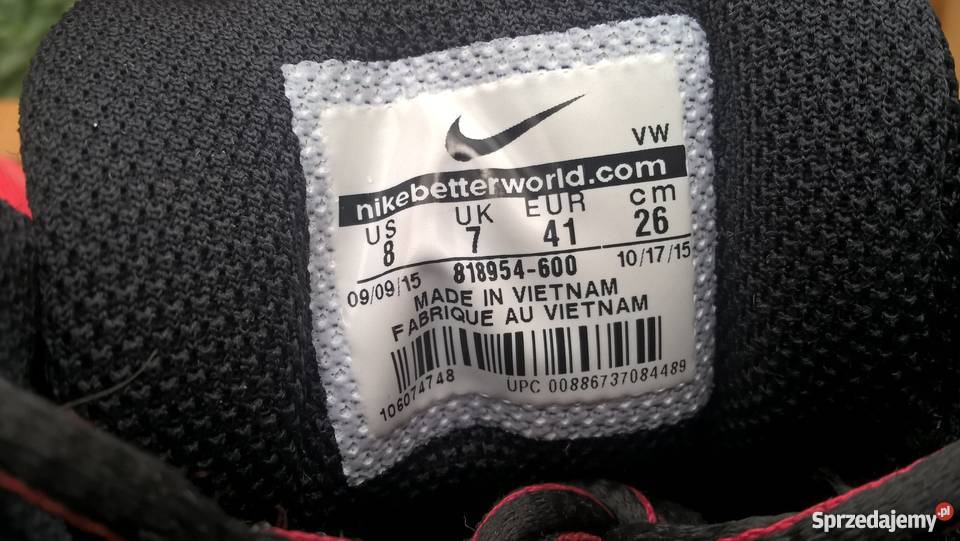 VW
nikebetterworld.com
US UK EUR cm
8 7 41 26
09/09/15 818954-600 10/17/15
MADE IN VIETNAM
FABRIQUE AU VIETNAM
106074748 UPC 00886737084489
Sprzedajemy.pl